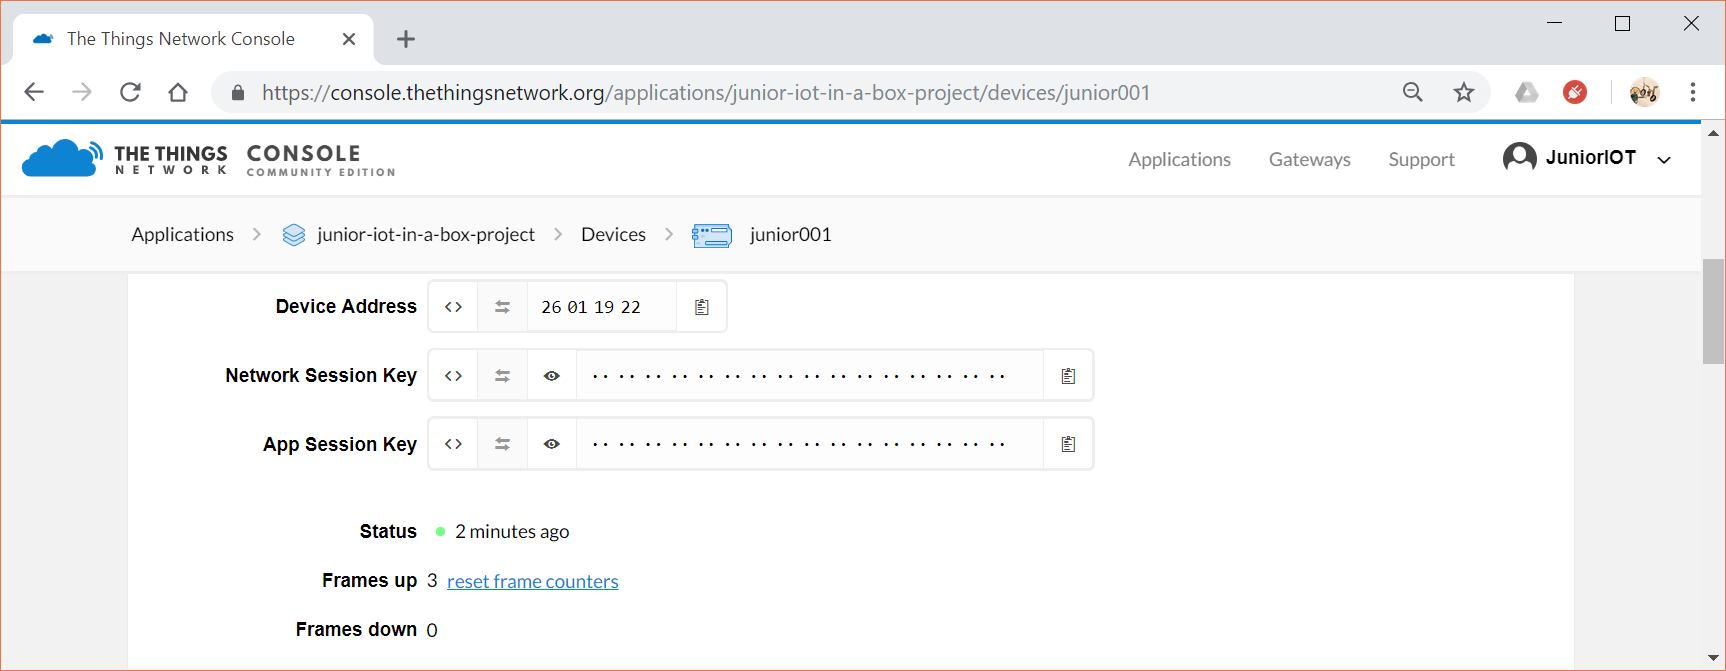 The Things Network Console
https://console.thethingsnetwork.org/applications/junior-iot-in-a-box-project/devices/junior001
THE THINGS NETWORK CONSOLE COMMUNITY EDITION
Applications Gateways Support JuniorIOT
Applications junior-iot-in-a-box-project Devices junior001
Device Address 26 01 19 22
Network Session Key
App Session Key
Status 2 minutes ago
Frames up 3 reset frame counters
Frames down 0